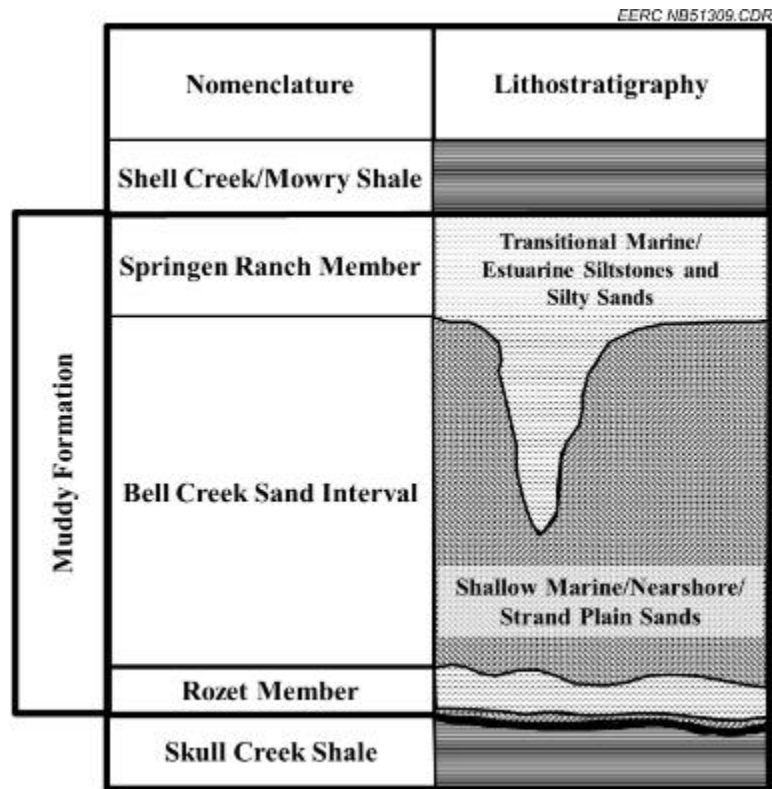 EERC NB51309.CDR
Nomenclature
Lithostratigraphy
Shell Creek/Mowry Shale
Muddy Formation
Springen Ranch Member
Transitional Marine/
Estuarine Siltstones and
Silty Sands
Bell Creek Sand Interval
Shallow Marine/Nearshore/
Strand Plain Sands
Rozet Member
Skull Creek Shale